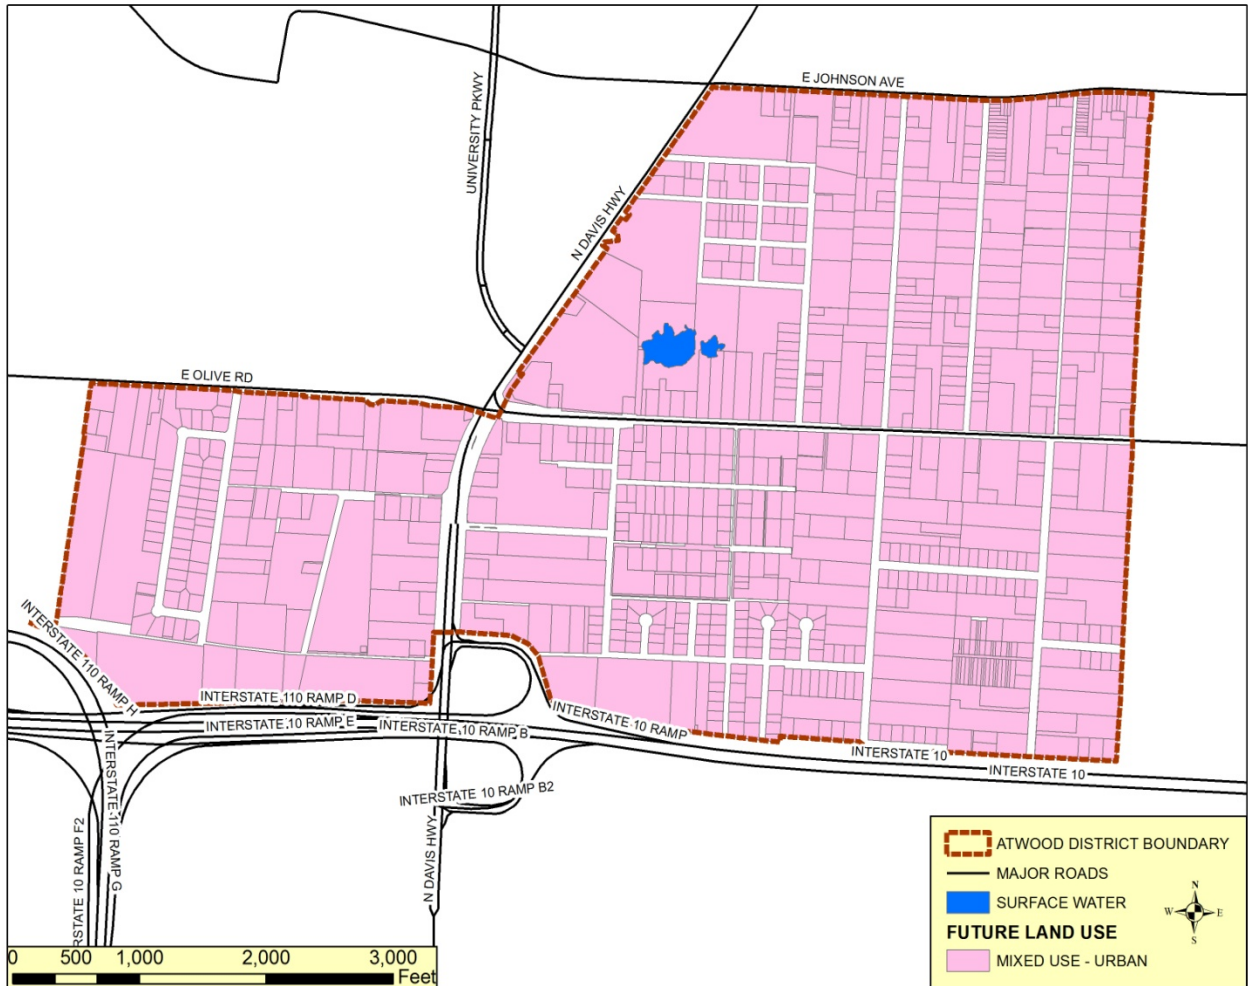 E JOHNSON AVE
UNIVERSITY PKWY
N DAVIS HWY
E OLIVE RD
INTERSTATE 110 RAMP H
INTERSTATE 110 RAMP D
INTERSTATE 10 RAMP E
INTERSTATE 10 RAMP B
INTERSTATE 10 RAMP
INTERSTATE 10
INTERSTATE 10
INTERSTATE 10 RAMP B2
INTERSTATE 110 RAMP G
RSTATE 10 RAMP F2
N DAVIS HWY
ATWOOD DISTRICT BOUNDARY
MAJOR ROADS
SURFACE WATER
FUTURE LAND USE
MIXED USE - URBAN
N
W E
S
0 500 1,000 2,000 3,000
Feet